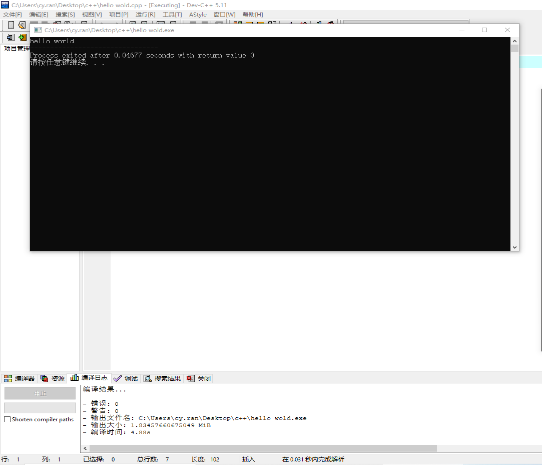 C:\Users\cy.ran\Desktop\c++\hello wold.cpp - [Executing] - Dev-C++ 5.11
文件[F] 编辑[E] 搜索[S] 视图[V] 项目[P] 运行[R] 工具[T] AStyle 窗口[W] 帮助[H]
项目管理
C:\Users\cy.ran\Desktop\c++\hello wold.exe
hello world
Process exited after 0.04677 seconds with return value 0
请按任意键继续. . .
编译器 资源 编译日志 调试 搜索结果 关闭
编译结果...
- 错误: 0
- 警告: 0
- 输出文件名: C:\Users\cy.ran\Desktop\c++\hello wold.exe
- 输出大小: 1.83457660675049 MiB
- 编译时间: 4.88s
Shorten compiler paths
行: 1 列: 1 已选择: 0 总行数: 7 长度: 102 插入 在 0.031 秒内完成解析